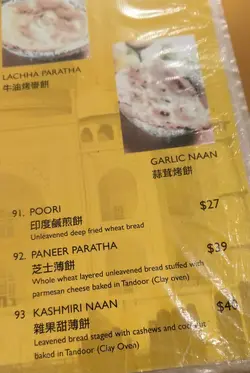 LACHHA PARATHA
牛油烤麥餅
GARLIC NAAN
蒜茸烤餅
91. POORI $27
印度鹹煎餅
Unleavened deep fried wheat bread
92. PANEER PARATHA $39
芝士薄餅
Whole wheat layered unleavened bread stuffed with
parmesan cheese baked in Tandoor (Clay oven)
93 KASHMIRI NAAN $40
雜果甜薄餅
Leavened bread staged with cashews and coconut
baked in Tandoor (Clay Oven)